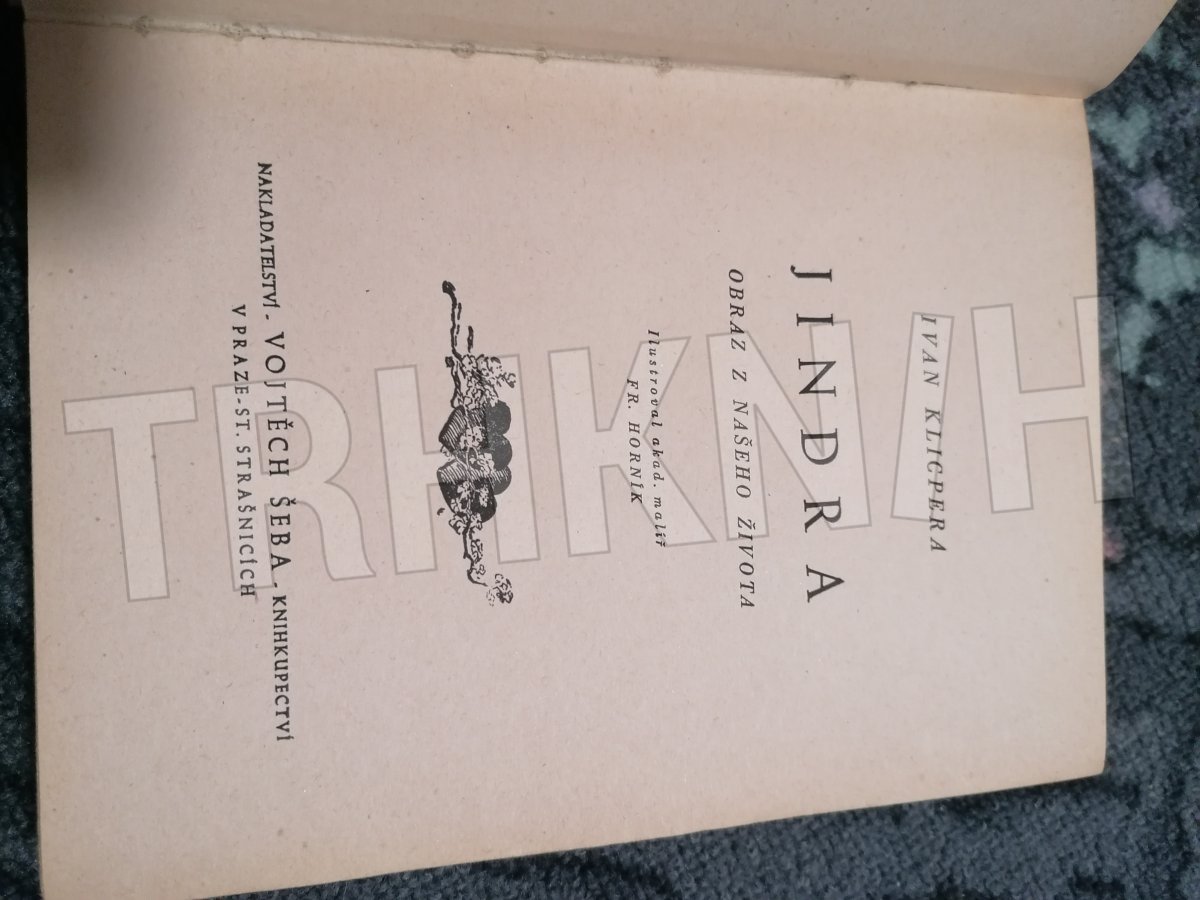 IVAN KLICPERA
JINDRA
OBRAZ Z NAŠEHO ŽIVOTA
Ilustroval akad. malíř
FR. HORNÍK
NAKLADATELSTVÍ - VOJTĚCH ŠEBA - KNIHKUPECTVÍ
V PRAZE-ST. STRAŠNICÍCH
TRHKNIH